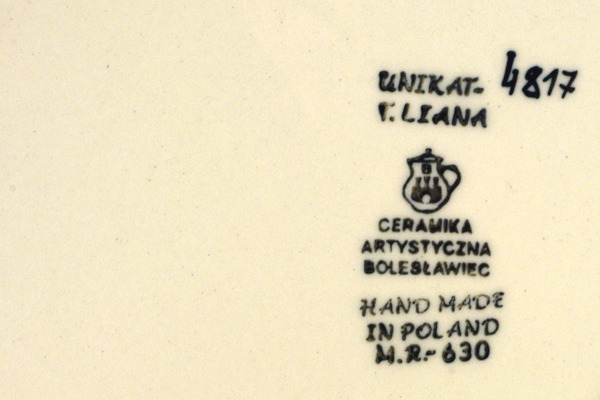 UNIKAT- 4817
T. LIANA
CERAMIKA
ARTYSTYCZNA
BOLESŁAWIEC
HAND MADE
IN POLAND
M.R.- 630